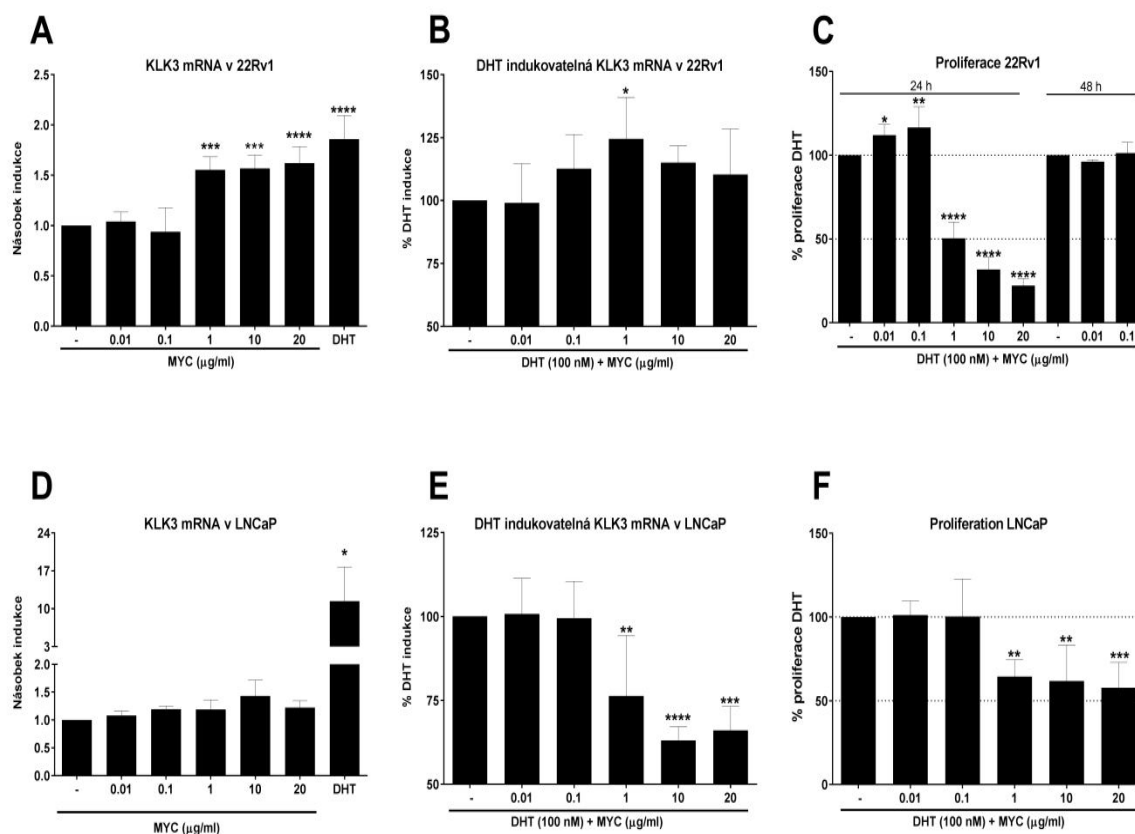 A
KLK3 mRNA v 22Rv1
Násobek indukce
2.5
2.0
1.5
1.0
0.5
0.0
*** *** **** ****
- 0.01 0.1 1 10 20 DHT
MYC (µg/ml)
B
DHT indukovatelná KLK3 mRNA v 22Rv1
% DHT indukce
150
125
100
75
50
*
- 0.01 0.1 1 10 20
DHT (100 nM) + MYC (µg/ml)
C
Proliferace 22Rv1
24 h 48 h
% proliferace DHT
150
100
50
0
* ** **** **** ****
- 0.01 0.1 1 10 20 - 0.01 0.1
DHT (100 nM) + MYC (µg/ml)
D
KLK3 mRNA v LNCaP
Násobek indukce
24
17
10
3
2.0
1.5
1.0
0.5
0.0
*
- 0.01 0.1 1 10 20 DHT
MYC (µg/ml)
E
DHT indukovatelná KLK3 mRNA v LNCaP
% DHT indukce
125
100
75
50
** **** ***
- 0.01 0.1 1 10 20
DHT (100 nM) + MYC (µg/ml)
F
Proliferation LNCaP
% proliferace DHT
150
100
50
0
** ** ***
- 0.01 0.1 1 10 20
DHT (100 nM) + MYC (µg/ml)